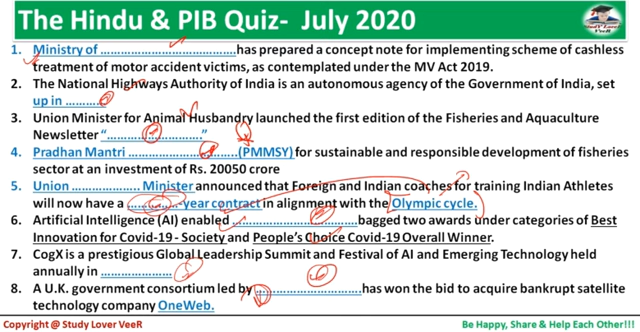 The Hindu & PIB Quiz- July 2020
StudY Lover
VeeR
1. Ministry of …………………………………has prepared a concept note for implementing scheme of cashless
treatment of motor accident victims, as contemplated under the MV Act 2019.
2. The National Highways Authority of India is an autonomous agency of the Government of India, set
up in ……….
3. Union Minister for Animal Husbandry launched the first edition of the Fisheries and Aquaculture
Newsletter “……………………….”
4. Pradhan Mantri …………………………..(PMMSY) for sustainable and responsible development of fisheries
sector at an investment of Rs. 20050 crore
5. Union ……………….. Minister announced that Foreign and Indian coaches for training Indian Athletes
will now have a …………..-year contract in alignment with the Olympic cycle.
6. Artificial Intelligence (AI) enabled ………………………………bagged two awards under categories of Best
Innovation for Covid-19 - Society and People's Choice Covid-19 Overall Winner.
7. CogX is a prestigious Global Leadership Summit and Festival of AI and Emerging Technology held
annually in ………………….
8. A U.K. government consortium led by …………………………has won the bid to acquire bankrupt satellite
technology company OneWeb.
Copyright @ Study Lover VeeR
Be Happy, Share & Help Each Other!!!